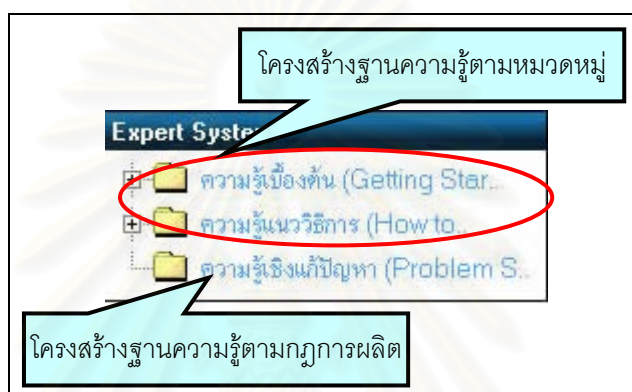 โครงสร้างฐานความรู้ตามหมวดหมู่
Expert System
ความรู้เบื้องต้น (Getting Star..
ความรู้แนววิธีการ (How to..
ความรู้เชิงแก้ปัญหา (Problem S..
โครงสร้างฐานความรู้ตามกฎการผลิต